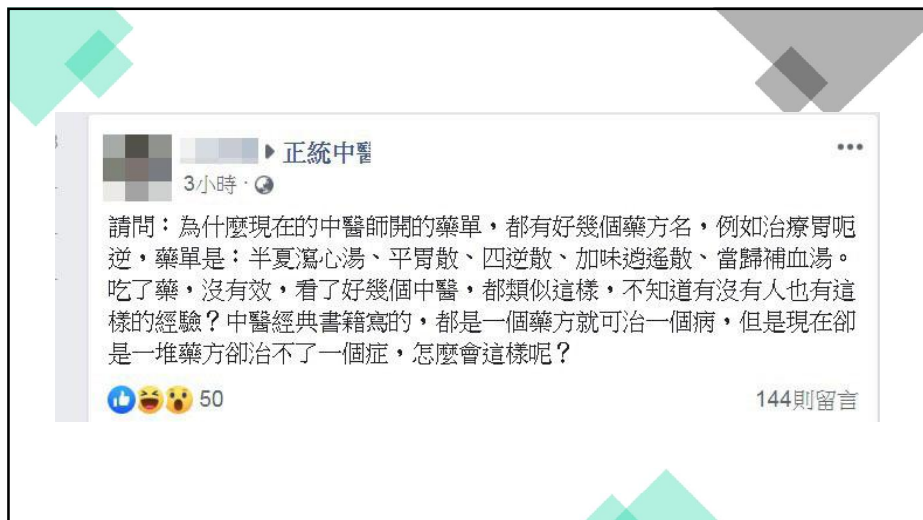 正統中醫
3小時
請問：為什麼現在的中醫師開的藥單，都有好幾個藥方名，例如治療胃呃
逆，藥單是：半夏瀉心湯、平胃散、四逆散、加味逍遙散、當歸補血湯。
吃了藥，沒有效，看了好幾個中醫，都類似這樣，不知道有沒有人也有這
樣的經驗？中醫經典書籍寫的，都是一個藥方就可治一個病，但是現在卻
是一堆藥方卻治不了一個症，怎麼會這樣呢？
50
144則留言